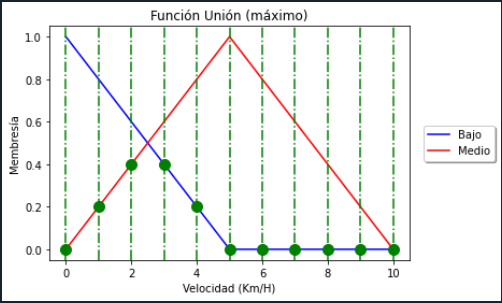 Función Unión (máximo)
1.0
0.8
0.6
0.4
0.2
0.0
Membresía
0 2 4 6 8 10
Velocidad (Km/H)
Bajo
Medio